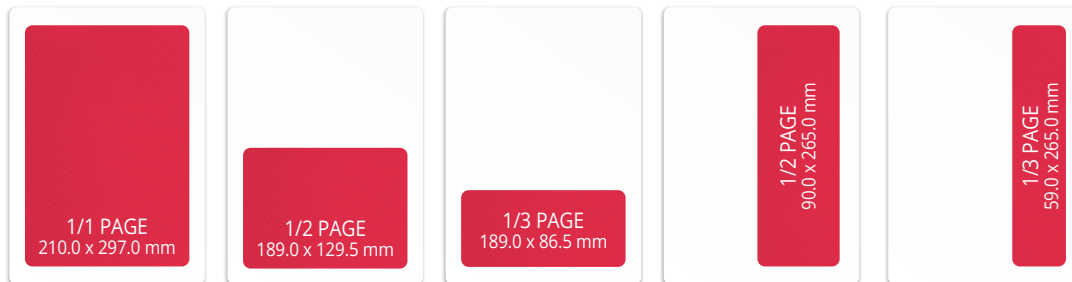 1/1 PAGE
210.0 x 297.0 mm
1/2 PAGE
189.0 x 129.5 mm
1/3 PAGE
189.0 x 86.5 mm
1/2 PAGE
90.0 x 265.0 mm
1/3 PAGE
59.0 x 265.0 mm